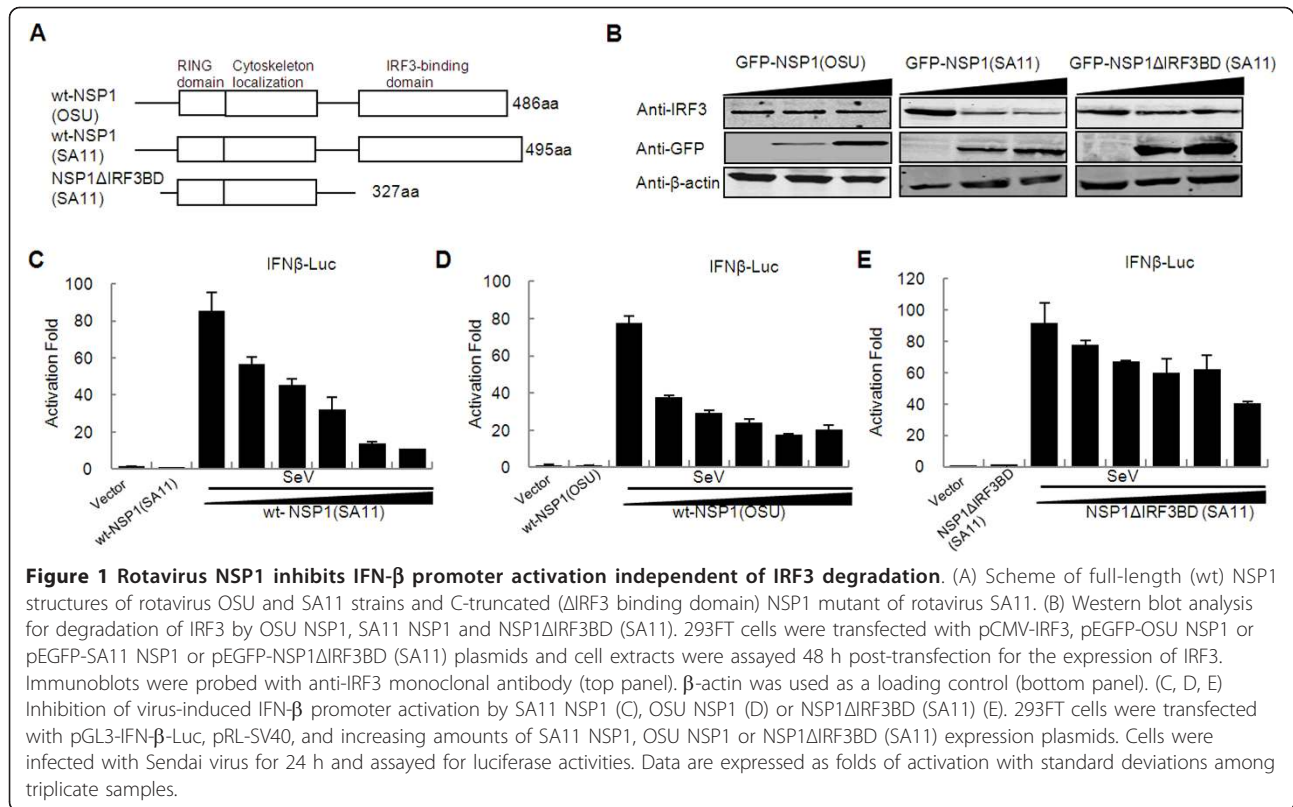 A
RING domain
Cytoskeleton localization
IRF3-binding domain
wt-NSP1 (OSU)
486aa
wt-NSP1 (SA11)
495aa
NSP1ΔIRF3BD (SA11)
327aa
B
GFP-NSP1(OSU)
GFP-NSP1(SA11)
GFP-NSP1ΔIRF3BD (SA11)
Anti-IRF3
Anti-GFP
Anti-β-actin
C
IFNβ-Luc
Activation Fold
100
80
60
40
20
0
Vector
wt-NSP1(SA11)
SeV
wt- NSP1(SA11)
D
IFNβ-Luc
Activation Fold
100
80
60
40
20
0
Vector
wt-NSP1(OSU)
SeV
wt-NSP1(OSU)
E
IFNβ-Luc
Activation Fold
120
100
80
60
40
20
0
Vector
NSP1ΔIRF3BD (SA11)
SeV
NSP1ΔIRF3BD (SA11)
Figure 1 Rotavirus NSP1 inhibits IFN-β promoter activation independent of IRF3 degradation. (A) Scheme of full-length (wt) NSP1
structures of rotavirus OSU and SA11 strains and C-truncated (ΔIRF3 binding domain) NSP1 mutant of rotavirus SA11. (B) Western blot analysis
for degradation of IRF3 by OSU NSP1, SA11 NSP1 and NSP1ΔIRF3BD (SA11). 293FT cells were transfected with pCMV-IRF3, pEGFP-OSU NSP1 or
pEGFP-SA11 NSP1 or pEGFP-NSP1ΔIRF3BD (SA11) plasmids and cell extracts were assayed 48 h post-transfection for the expression of IRF3.
Immunoblots were probed with anti-IRF3 monoclonal antibody (top panel). β-actin was used as a loading control (bottom panel). (C, D, E)
Inhibition of virus-induced IFN-β promoter activation by SA11 NSP1 (C), OSU NSP1 (D) or NSP1ΔIRF3BD (SA11) (E). 293FT cells were transfected
with pGL3-IFN-β-Luc, pRL-SV40, and increasing amounts of SA11 NSP1, OSU NSP1 or NSP1ΔIRF3BD (SA11) expression plasmids. Cells were
infected with Sendai virus for 24 h and assayed for luciferase activities. Data are expressed as folds of activation with standard deviations among
triplicate samples.